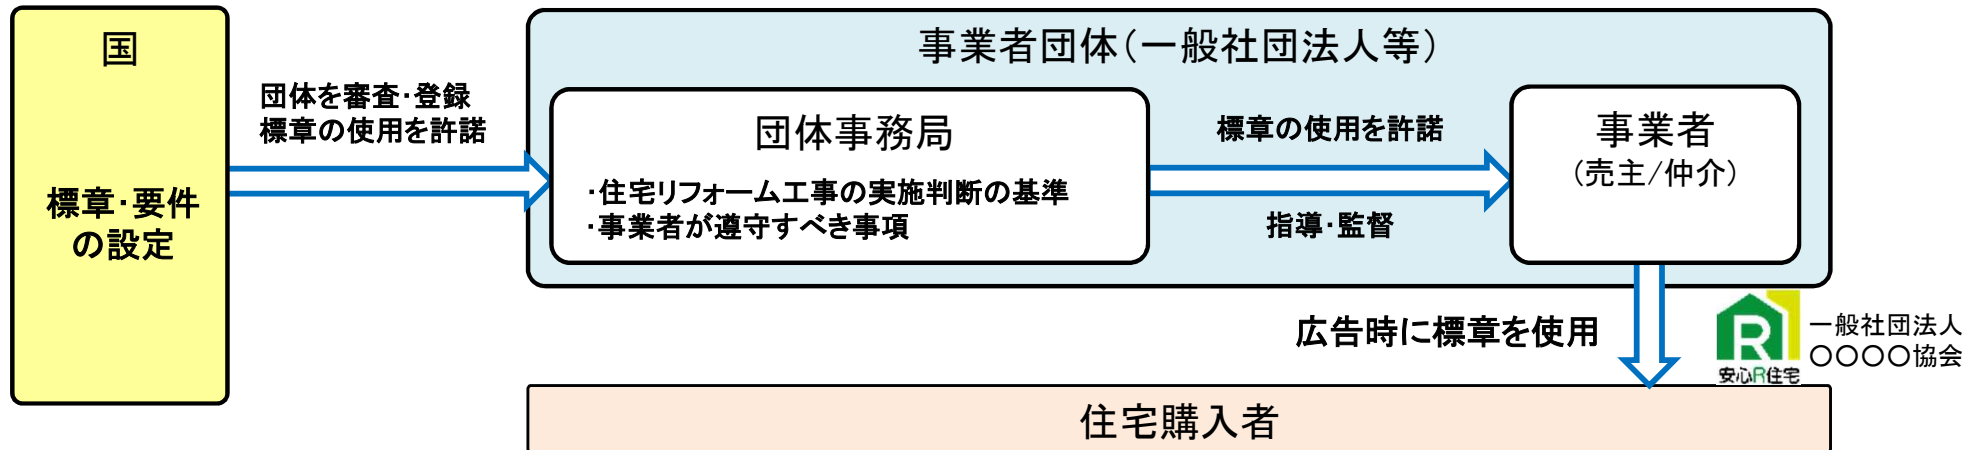 国
標章・要件
の設定
団体を審査・登録
標章の使用を許諾
事業者団体(一般社団法人等)
団体事務局
・住宅リフォーム工事の実施判断の基準
・事業者が遵守すべき事項
標章の使用を許諾
指導・監督
事業者
(売主/仲介)
広告時に標章を使用
R
安心R住宅
一般社団法人
〇〇〇〇協会
住宅購入者